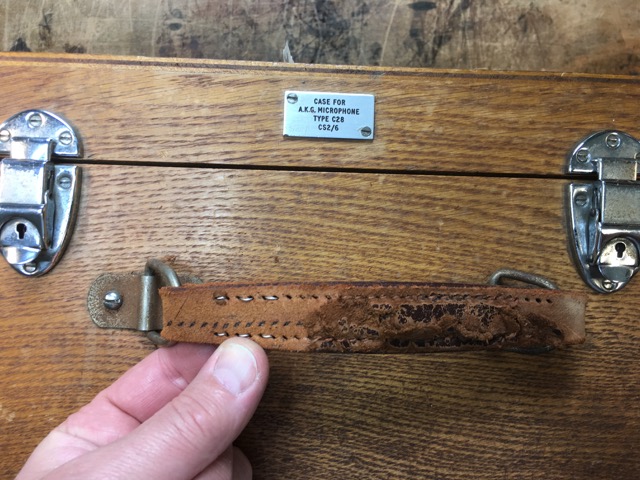 CASE FOR
A.K.G. MICROPHONE
TYPE C28
CS2/6